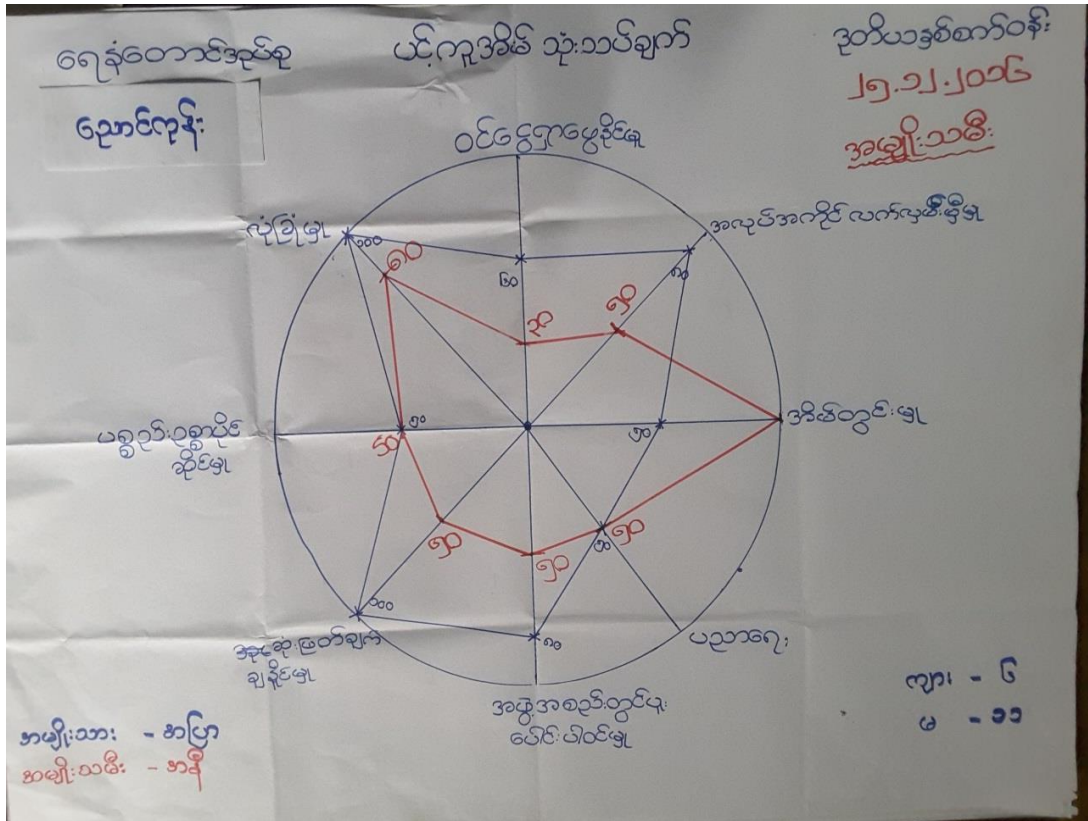 ရေနံတောင်အုပ်စု
ပင့်ကူအိမ် သုံးသပ်ချက်
ဒုတိယနှစ်စက်ဝန်း
၂၅.၁၂.၂၀၁၆
ညောင်ကုန်း
အမျိုးသမီး
ဝင်ငွေရှာဖွေနိုင်မှု
လုံခြုံမှု
အလုပ်အကိုင် လက်လှမ်းမှီမှု
၁၀၀
၈၀
၆၀
၈၀
၃၀
၅၀
အိမ်တွင်းမှု
ပစ္စည်းဥစ္စာပိုင်
ဆိုင်မှု
၅၀
50
၅၀
၅၀
၅၀
၅၀
၅၀
၁၀၀
၈၀
ပညာရေး
ဆုံးဖြတ်ချက်
ချနိုင်မှု
အဖွဲ့အစည်းတွင်ပူး
ပေါင်းပါဝင်မှု
ကျား - ၆
မ - ၁၁
အမျိုးသား - အပြာ
အမျိုးသမီး - အနီ